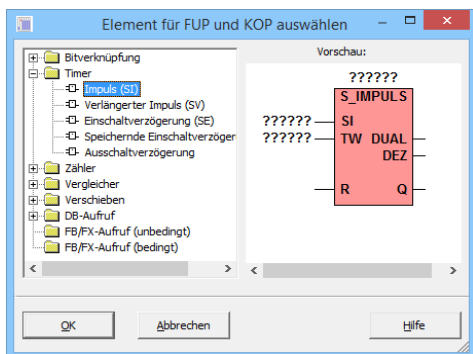 Element für FUP und KOP auswählen
Bitverknüpfung
Timer
Impuls (SI)
Verlängerter Impuls (SV)
Einschaltverzögerung (SE)
Speichernde Einschaltverzöger
Ausschaltverzögerung
Zähler
Vergleicher
Verschieben
DB-Aufruf
FB/FX-Aufruf (unbedingt)
FB/FX-Aufruf (bedingt)
Vorschau:
??????
S_IMPULS
?????? SI
?????? TW DUAL
DEZ
R Q
OK Abbrechen Hilfe